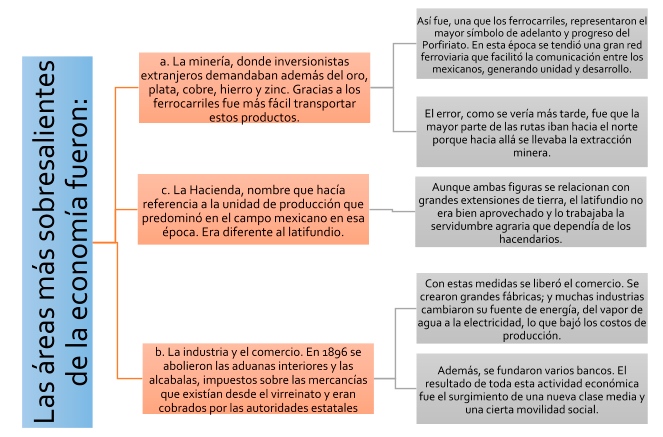 Las áreas más sobresalientes
de la economía fueron:
a. La minería, donde inversionistas
extranjeros demandaban además del oro,
plata, cobre, hierro y zinc. Gracias a los
ferrocarriles fue más fácil transportar
estos productos.
Así fue, una que los ferrocarriles, representaron el
mayor símbolo de adelanto y progreso del
Porfiriato. En esta época se tendió una gran red
ferroviaria que facilitó la comunicación entre los
mexicanos, generando unidad y desarrollo.
El error, como se vería más tarde, fue que la
mayor parte de las rutas iban hacia el norte
porque hacia allá se llevaba la extracción
minera.
c. La Hacienda, nombre que hacía
referencia a la unidad de producción que
predominó en el campo mexicano en esa
época. Era diferente al latifundio.
Aunque ambas figuras se relacionan con
grandes extensiones de tierra, el latifundio no
era bien aprovechado y lo trabajaba la
servidumbre agraria que dependía de los
hacendarios.
b. La industria y el comercio. En 1896 se
abolieron las aduanas interiores y las
alcabalas, impuestos sobre las mercancías
que existían desde el virreinato y eran
cobrados por las autoridades estatales
Con estas medidas se liberó el comercio. Se
crearon grandes fábricas; y muchas industrias
cambiaron su fuente de energía, del vapor de
agua a la electricidad, lo que bajó los costos de
producción.
Además, se fundaron varios bancos. El
resultado de toda esta actividad económica
fue el surgimiento de una nueva clase media y
una cierta movilidad social.